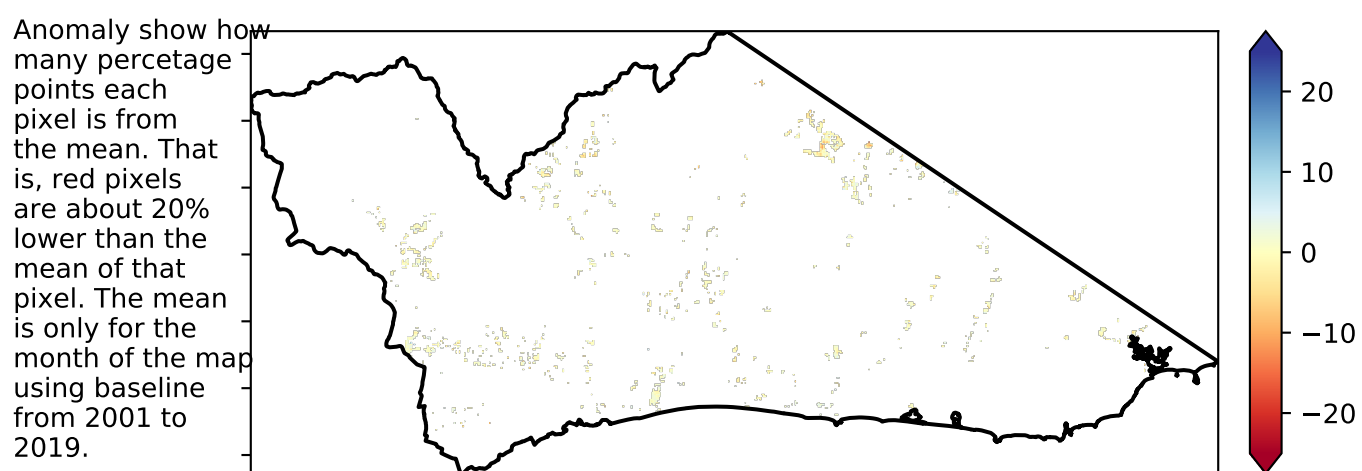 Anomaly show how
many percetage
points each
pixel is from
the mean. That
is, red pixels
are about 20%
lower than the
mean of that
pixel. The mean
is only for the
month of the map
using baseline
from 2001 to
2019.
20
10
0
−10
−20